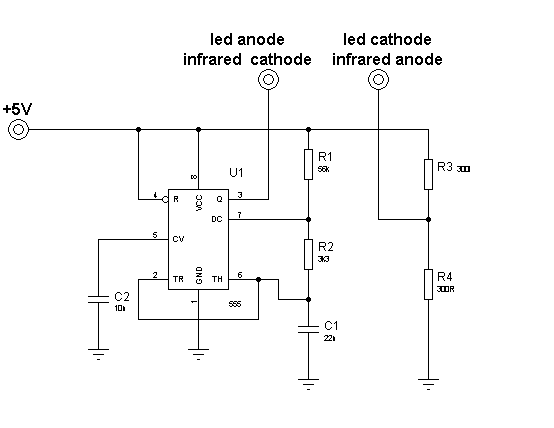 led anode
infrared  cathode
led cathode
infrared anode
+5V
U1
R1
56k
R3 300
8
4
R
VCC
Q
3
DC
7
5
CV
R2
3k3
2
TR
GND
TH
6
R4
300R
1
555
C2
10n
C1
22n